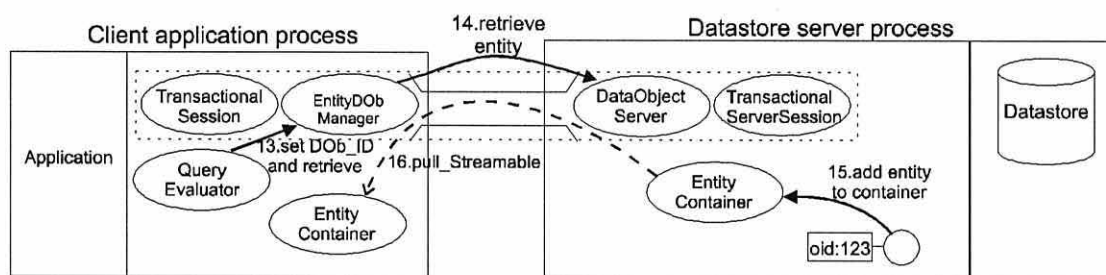 Client application process
14.retrieve
entity
Datastore server process
Transactional
Session
EntityDOb
Manager
DataObject
Server
Transactional
ServerSession
Datastore
Application
13.set DOb_ID
and retrieve
16.pull_Streamable
Query
Evaluator
Entity
Container
Entity
Container
15.add entity
to container
oid:123